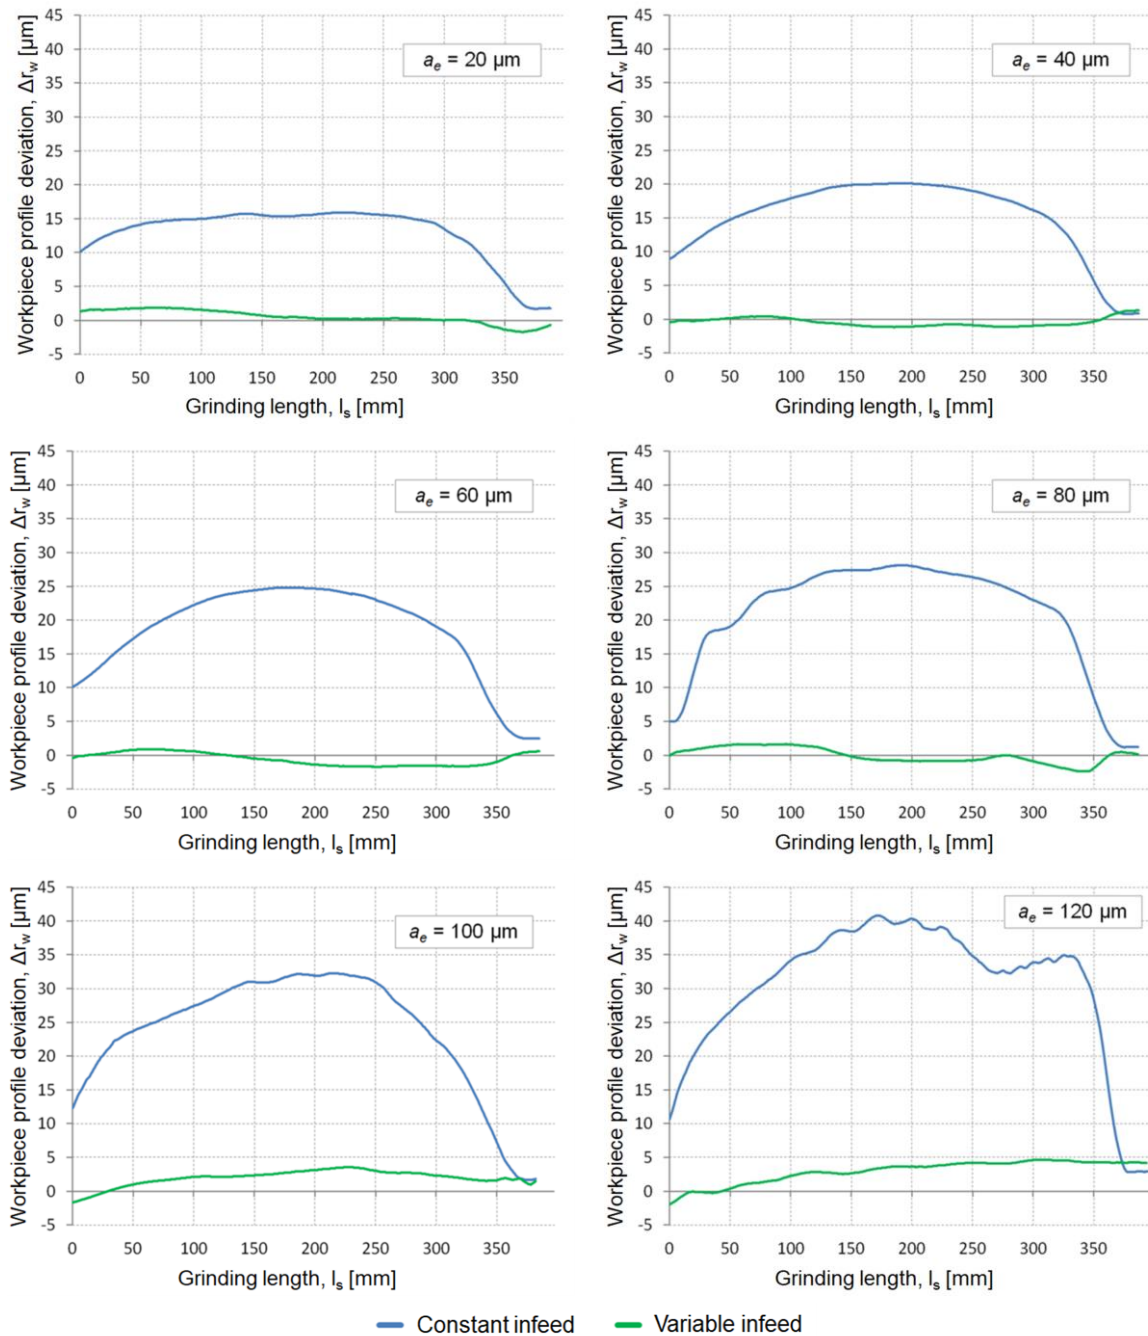 45
40
35
30
25
20
15
10
5
0
-5
Workpiece profile deviation, Δr_w [µm]
a_e = 20 µm
0 50 100 150 200 250 300 350
Grinding length, l_s [mm]
45
40
35
30
25
20
15
10
5
0
-5
Workpiece profile deviation, Δr_w [µm]
a_e = 40 µm
0 50 100 150 200 250 300 350
Grinding length, l_s [mm]
45
40
35
30
25
20
15
10
5
0
-5
Workpiece profile deviation, Δr_w [µm]
a_e = 60 µm
0 50 100 150 200 250 300 350
Grinding length, l_s [mm]
45
40
35
30
25
20
15
10
5
0
-5
Workpiece profile deviation, Δr_w [µm]
a_e = 80 µm
0 50 100 150 200 250 300 350
Grinding length, l_s [mm]
45
40
35
30
25
20
15
10
5
0
-5
Workpiece profile deviation, Δr_w [µm]
a_e = 100 µm
0 50 100 150 200 250 300 350
Grinding length, l_s [mm]
45
40
35
30
25
20
15
10
5
0
-5
Workpiece profile deviation, Δr_w [µm]
a_e = 120 µm
0 50 100 150 200 250 300 350
Grinding length, l_s [mm]
Constant infeed Variable infeed